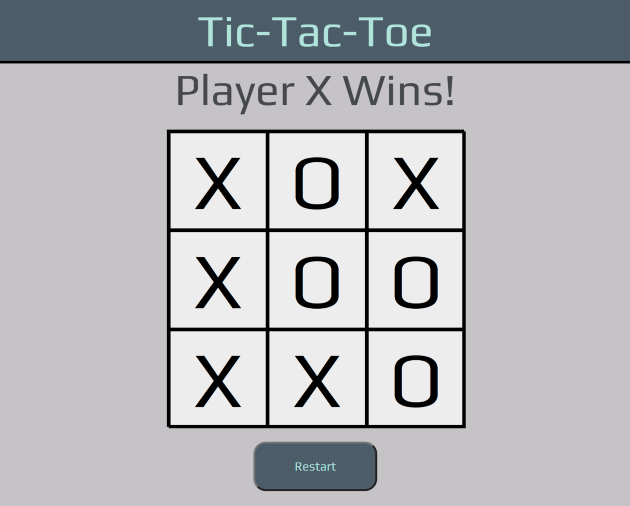 Tic-Tac-Toe
Player X Wins!
X O X
X O O
X X O
Restart